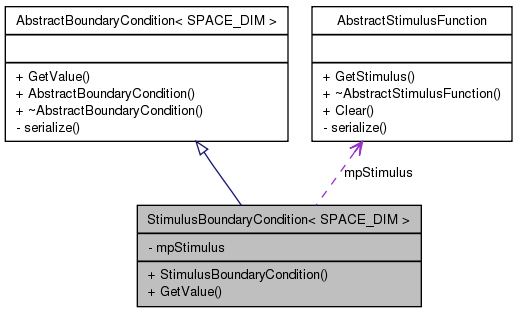 AbstractBoundaryCondition< SPACE_DIM >
+ GetValue()
+ AbstractBoundaryCondition()
+ ~AbstractBoundaryCondition()
- serialize()
AbstractStimulusFunction
+ GetStimulus()
+ ~AbstractStimulusFunction()
+ Clear()
- serialize()
mpStimulus
StimulusBoundaryCondition< SPACE_DIM >
- mpStimulus
+ StimulusBoundaryCondition()
+ GetValue()